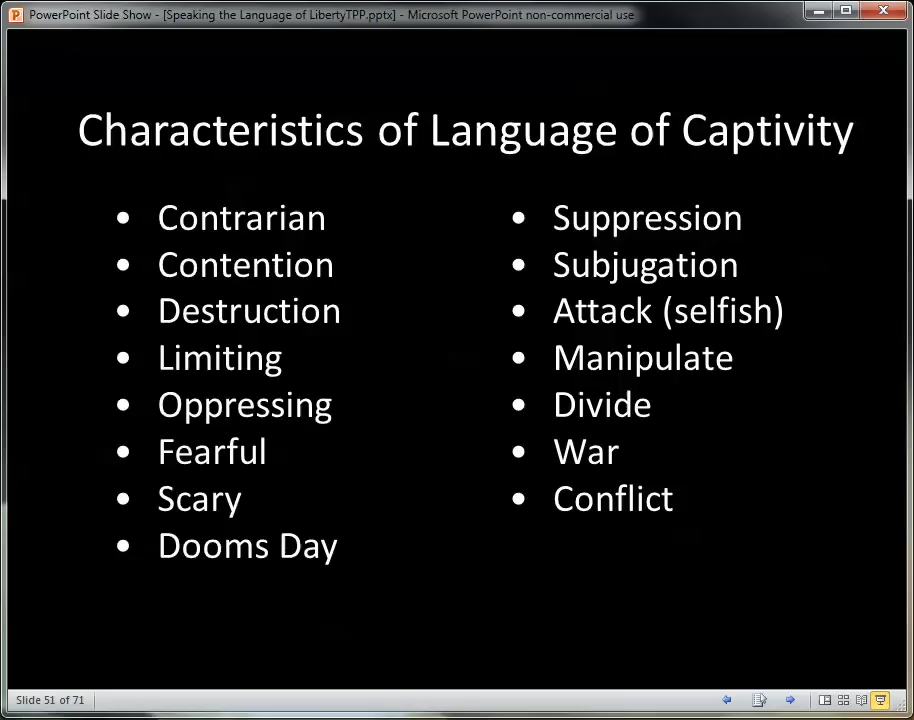 PowerPoint Slide Show - [Speaking the Language of LibertyTPP.pptx] - Microsoft PowerPoint non-commercial use
Characteristics of Language of Captivity
• Contrarian
• Contention
• Destruction
• Limiting
• Oppressing
• Fearful
• Scary
• Dooms Day
• Suppression
• Subjugation
• Attack (selfish)
• Manipulate
• Divide
• War
• Conflict
Slide 51 of 71